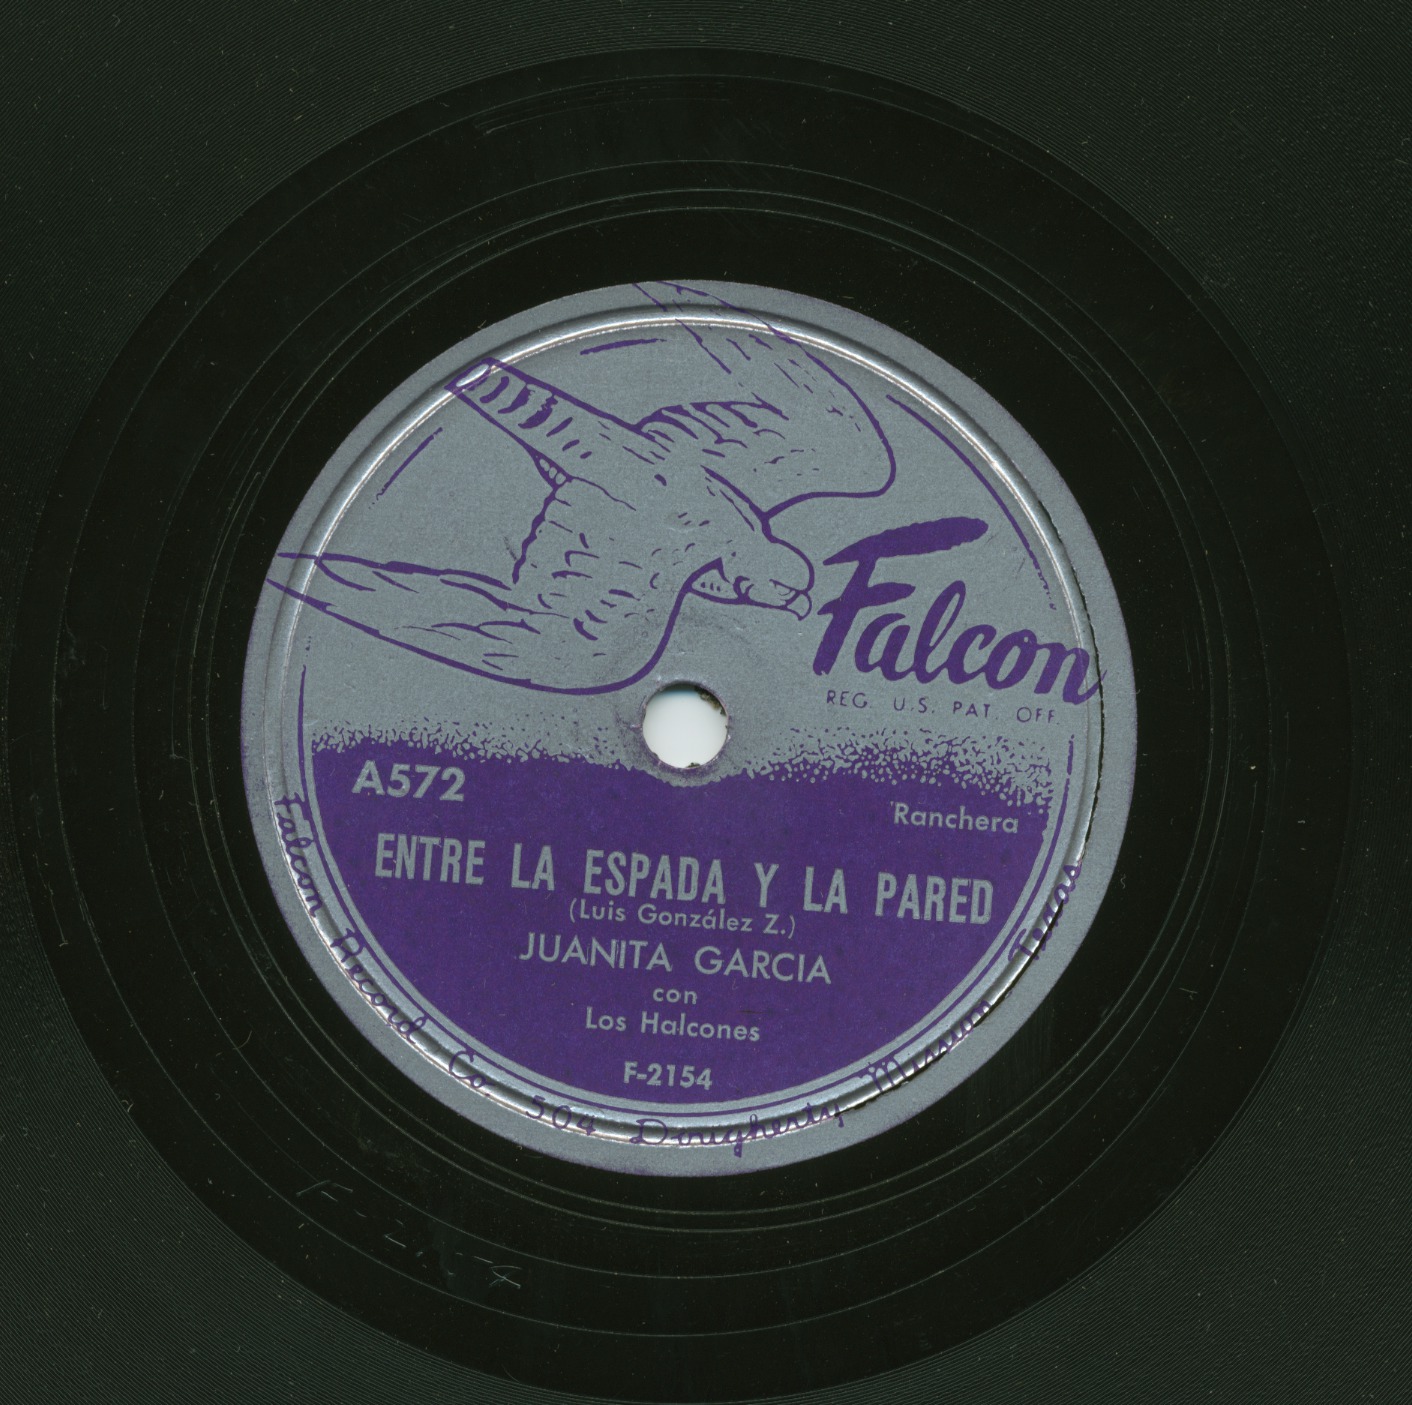 Falcon
REG. U.S. PAT. OFF.
A572
Ranchera
ENTRE LA ESPADA Y LA PARED
(Luis González Z.)
JUANITA GARCIA
con
Los Halcones
F-2154
Falcon Record Co. 504 Dougherty Mission Texas